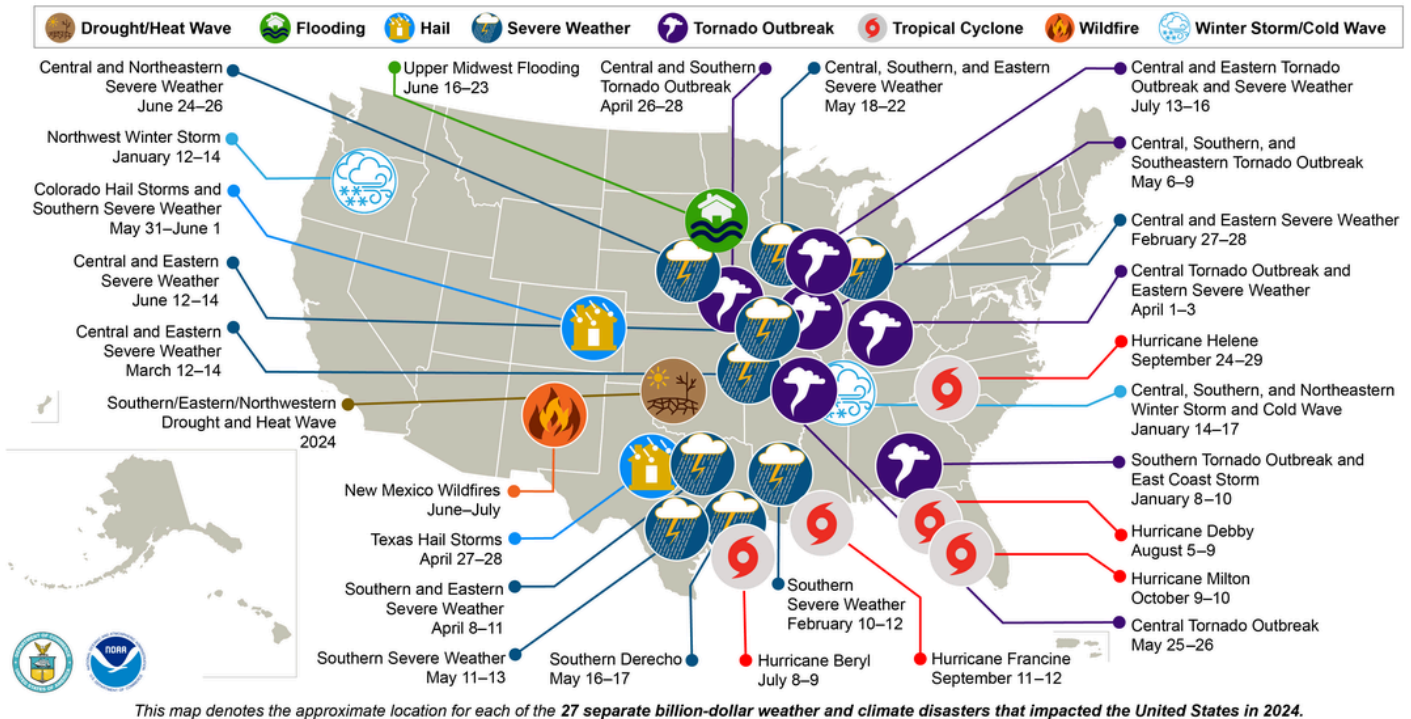 Drought/Heat Wave
Flooding
Hail
Severe Weather
Tornado Outbreak
Tropical Cyclone
Wildfire
Winter Storm/Cold Wave
Central and Northeastern
Severe Weather
June 24–26
Upper Midwest Flooding
June 16–23
Central and Southern
Tornado Outbreak
April 26–28
Central, Southern, and Eastern
Severe Weather
May 18–22
Central and Eastern Tornado
Outbreak and Severe Weather
July 13–16
Northwest Winter Storm
January 12–14
Central, Southern, and
Southeastern Tornado Outbreak
May 6–9
Colorado Hail Storms and
Southern Severe Weather
May 31–June 1
Central and Eastern Severe Weather
February 27–28
Central and Eastern
Severe Weather
June 12–14
Central Tornado Outbreak and
Eastern Severe Weather
April 1–3
Central and Eastern
Severe Weather
March 12–14
Hurricane Helene
September 24–29
Southern/Eastern/Northwestern
Drought and Heat Wave
2024
Central, Southern, and Northeastern
Winter Storm and Cold Wave
January 14–17
Southern Tornado Outbreak and
East Coast Storm
January 8–10
New Mexico Wildfires
June–July
Texas Hail Storms
April 27–28
Hurricane Debby
August 5–9
Southern and Eastern
Severe Weather
April 8–11
Southern
Severe Weather
February 10–12
Hurricane Milton
October 9–10
Central Tornado Outbreak
May 25–26
Southern Severe Weather
May 11–13
Southern Derecho
May 16–17
Hurricane Beryl
July 8–9
Hurricane Francine
September 11–12
NOAA
This map denotes the approximate location for each of the 27 separate billion-dollar weather and climate disasters that impacted the United States in 2024.